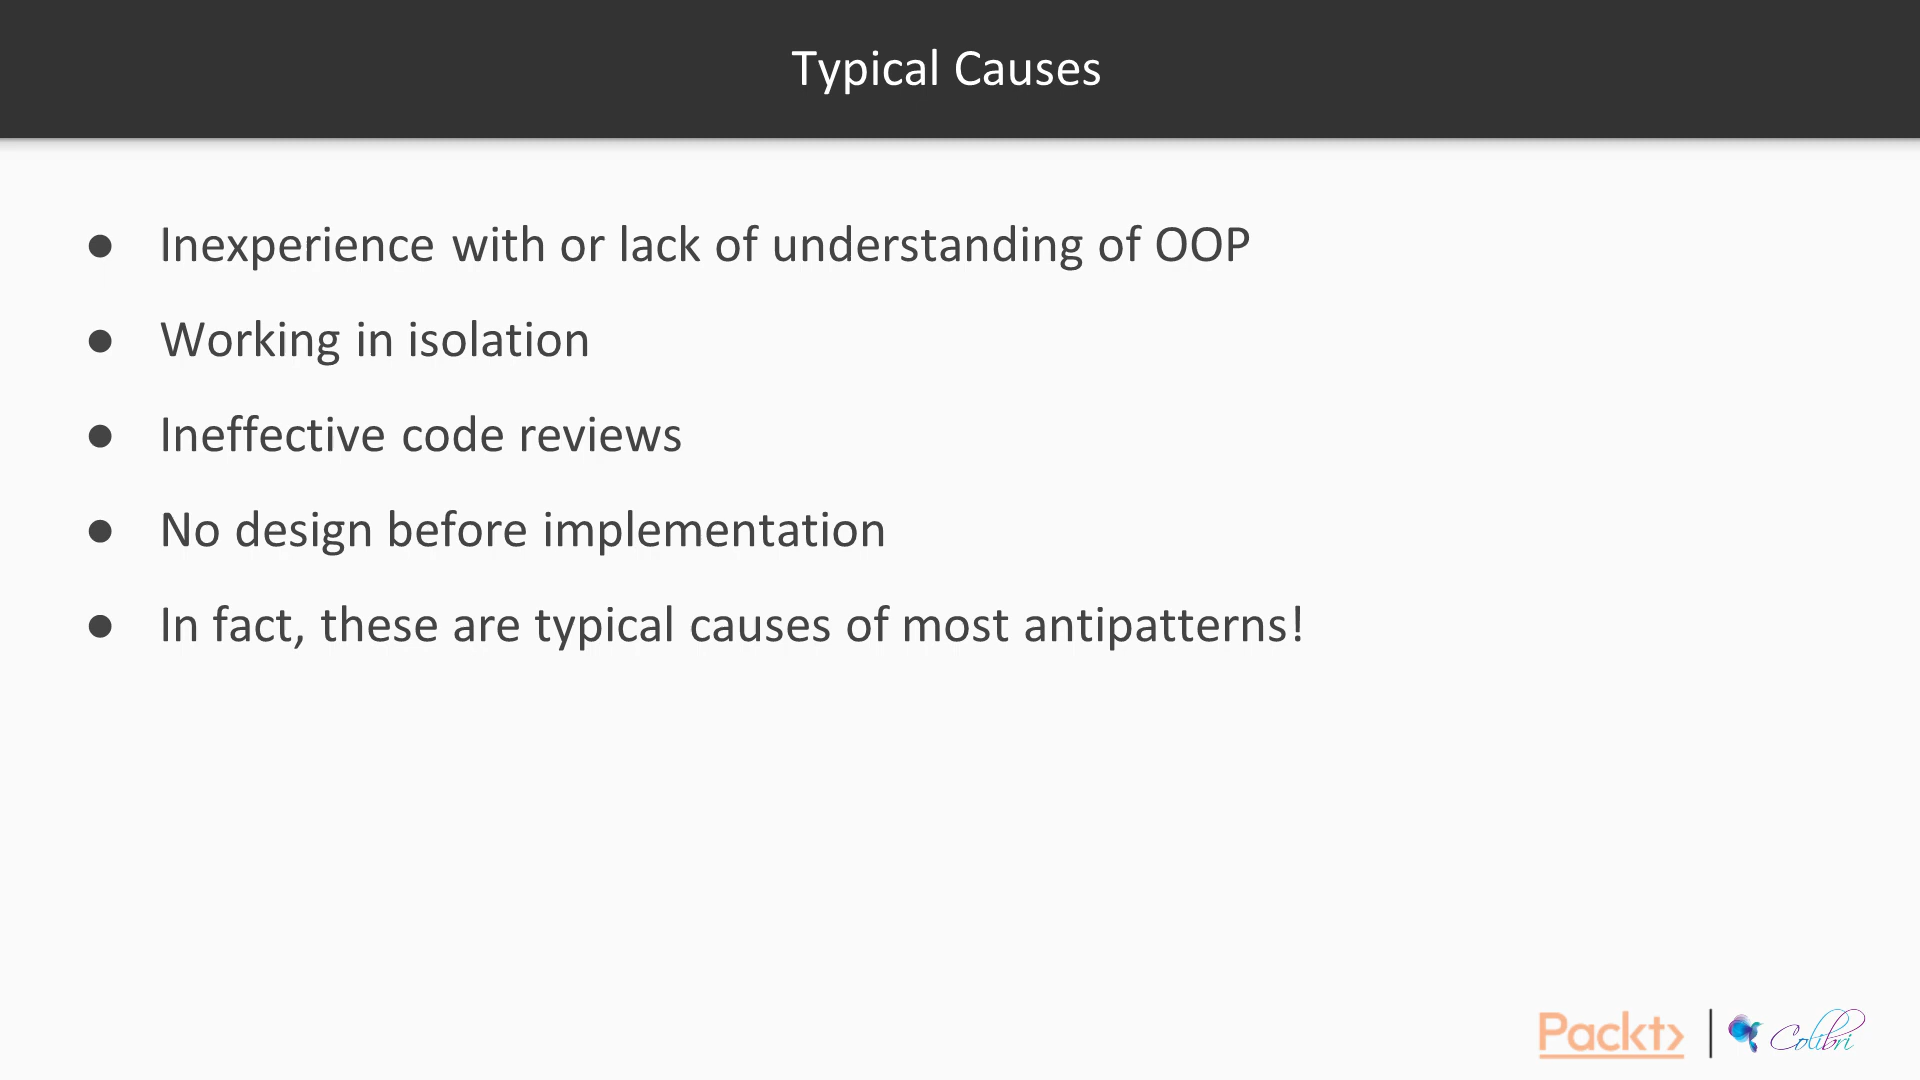 Typical Causes
● Inexperience with or lack of understanding of OOP
● Working in isolation
● Ineffective code reviews
● No design before implementation
● In fact, these are typical causes of most antipatterns!
Packt> | Colibri